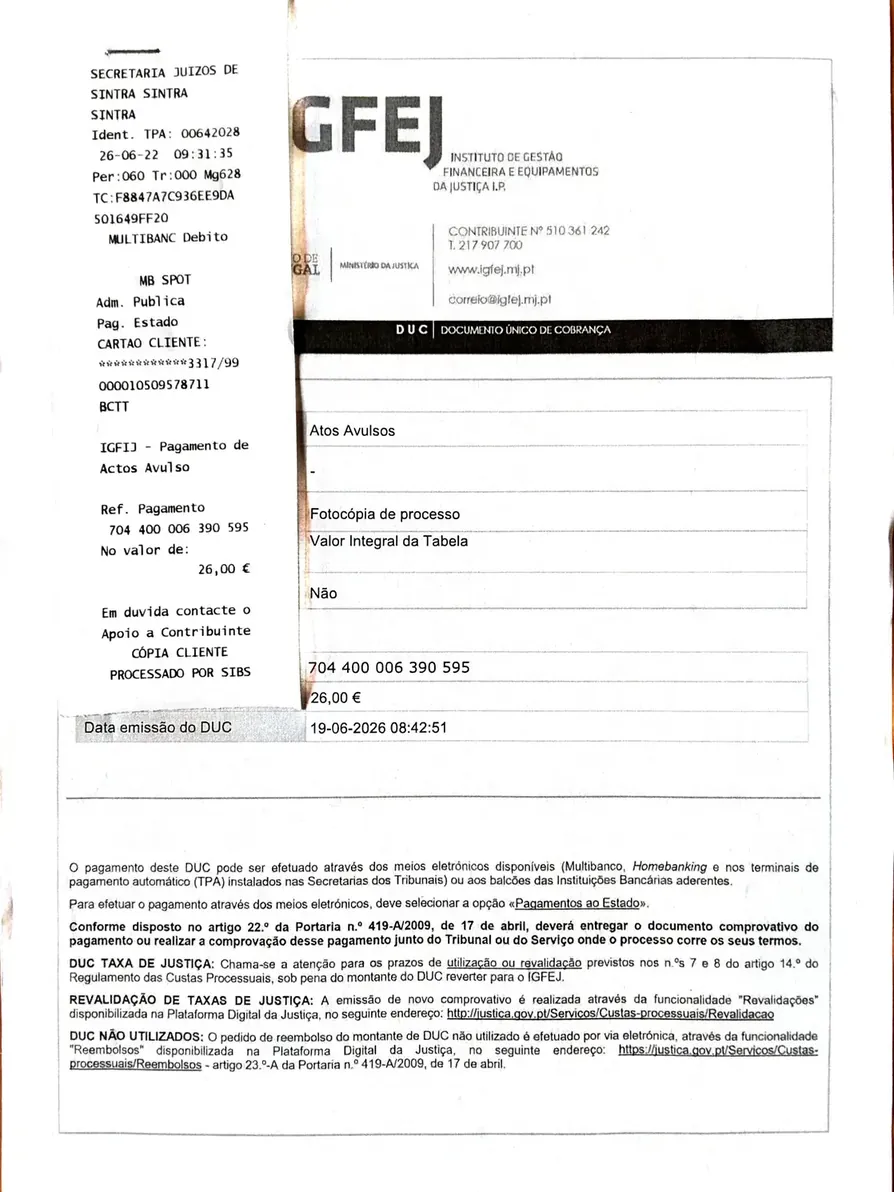 SECRETARIA JUIZOS DE
SINTRA SINTRA
SINTRA
Ident. TPA: 00642028
26-06-22 09:31:35
Per:060 Tr:000 Mg628
TC:F8847A7C936EE9DA
501649FF20
MULTIBANC Debito
MB SPOT
Adm. Publica
Pag. Estado
CARTAO CLIENTE:
************3317/99
000010509578711
BCTT
IGFIJ - Pagamento de
Actos Avulso
Ref. Pagamento
704 400 006 390 595
No valor de:
26,00 €
Em duvida contacte o
Apoio a Contribuinte
CÓPIA CLIENTE
PROCESSADO POR SIBS
GFEJ
INSTITUTO DE GESTÃO
FINANCEIRA E EQUIPAMENTOS
DA JUSTIÇA I.P.
CONTRIBUINTE Nº 510 361 242
T. 217 907 700
www.igfej.mj.pt
correio@igfej.mj.pt
O DE
GAL
MINISTÉRIO DA JUSTIÇA
DUC | DOCUMENTO ÚNICO DE COBRANÇA
Atos Avulsos
-
Fotocópia de processo
Valor Integral da Tabela
Não
704 400 006 390 595
26,00 €
Data emissão do DUC 19-06-2026 08:42:51
O pagamento deste DUC pode ser efetuado através dos meios eletrónicos disponíveis (Multibanco, Homebanking e nos terminais de
pagamento automático (TPA) instalados nas Secretarias dos Tribunais) ou aos balcões das Instituições Bancárias aderentes.
Para efetuar o pagamento através dos meios eletrónicos, deve selecionar a opção «Pagamentos ao Estado».
Conforme disposto no artigo 22.º da Portaria n.º 419-A/2009, de 17 de abril, deverá entregar o documento comprovativo do
pagamento ou realizar a comprovação desse pagamento junto do Tribunal ou do Serviço onde o processo corre os seus termos.
DUC TAXA DE JUSTIÇA: Chama-se a atenção para os prazos de utilização ou revalidação previstos nos n.ºs 7 e 8 do artigo 14.º do
Regulamento das Custas Processuais, sob pena do montante do DUC reverter para o IGFEJ.
REVALIDAÇÃO DE TAXAS DE JUSTIÇA: A emissão de novo comprovativo é realizada através da funcionalidade "Revalidações"
disponibilizada na Plataforma Digital da Justiça, no seguinte endereço: http://justica.gov.pt/Servicos/Custas-processuais/Revalidacao
DUC NÃO UTILIZADOS: O pedido de reembolso do montante de DUC não utilizado é efetuado por via eletrónica, através da funcionalidade
"Reembolsos" disponibilizada na Plataforma Digital da Justiça, no seguinte endereço: https://justica.gov.pt/Servicos/Custas-
processuais/Reembolsos - artigo 23.º-A da Portaria n.º 419-A/2009, de 17 de abril.